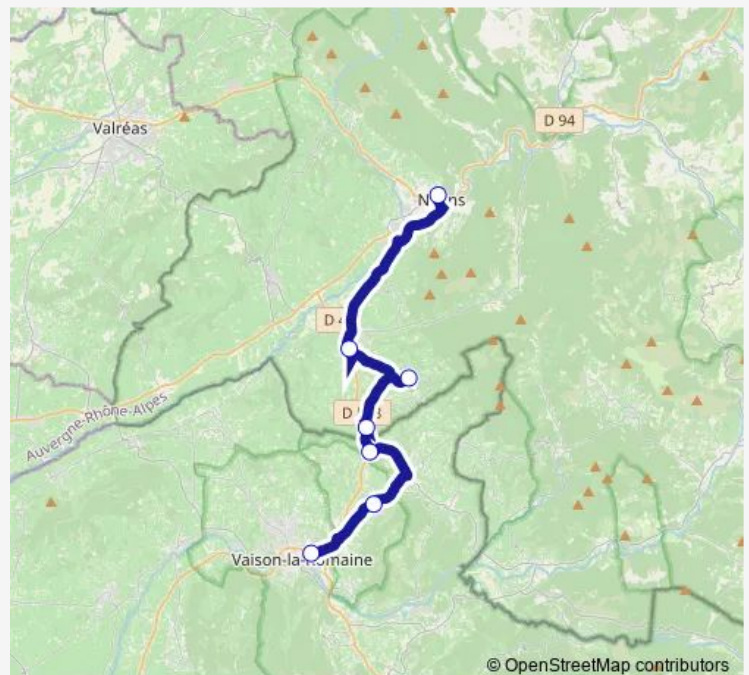 Valréas
D 94
Auvergne-Rhône-Alpes
Vaison-la-Romaine
© OpenStreetMap contributors